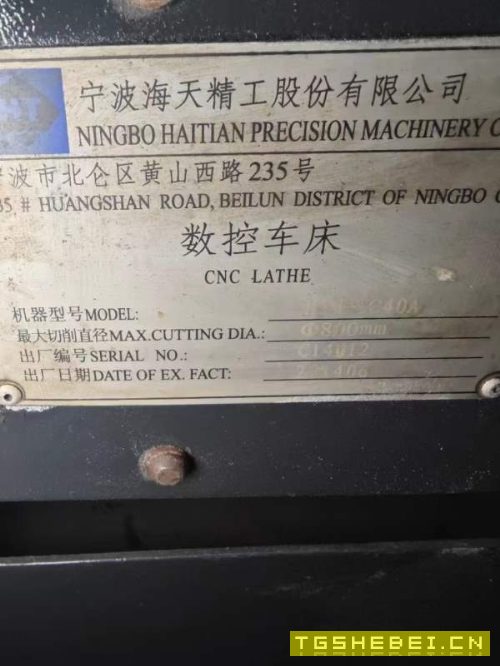 宁波海天精工股份有限公司
NINGBO HAITIAN PRECISION MACHINERY C
波市北仑区黄山西路235号
# HUANGSHAN ROAD, BEILUN DISTRICT OF NINGBO
数控车床
CNC LATHE
机器型号MODEL:
最大切削直径MAX.CUTTING DIA.: Φ800mm
出厂编号SERIAL NO.: C14012
出厂日期DATE OF EX. FACT:
TGSHEBEI.CN